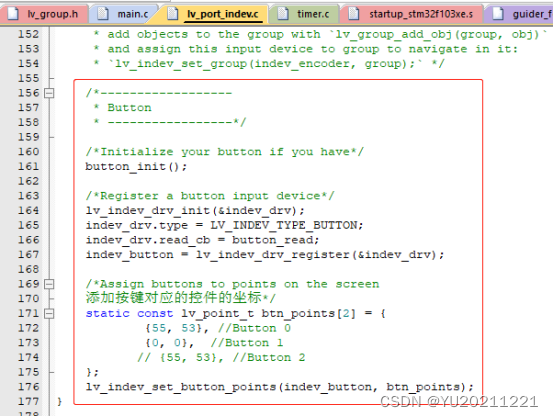 lv_group.h main.c lv_port_indev.c timer.c startup_stm32f103xe.s guider_f
152 * add objects to the group with `lv_group_add_obj(group, obj)`
153 * and assign this input device to group to navigate in it:
154 * `lv_indev_set_group(indev_encoder, group);` */
155
156 /*------------------
157 * Button
158 * -----------------*/
159
160 /*Initialize your button if you have*/
161 button_init();
162
163 /*Register a button input device*/
164 lv_indev_drv_init(&indev_drv);
165 indev_drv.type = LV_INDEV_TYPE_BUTTON;
166 indev_drv.read_cb = button_read;
167 indev_button = lv_indev_drv_register(&indev_drv);
168
169 /*Assign buttons to points on the screen
170 添加按键对应的控件的坐标*/
171 static const lv_point_t btn_points[2] = {
172 {55, 53}, //Button 0
173 {0, 0}, //Button 1
174 // {55, 53}, //Button 2
175 };
176 lv_indev_set_button_points(indev_button, btn_points);
177 }
CSDN @YU20211221